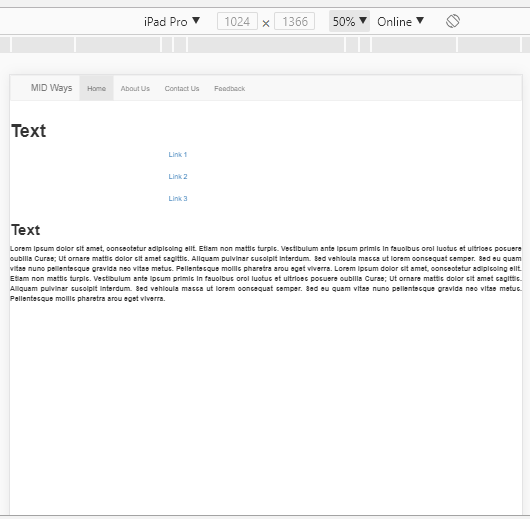 iPad Pro ▼ 1024 × 1366 50% ▼ Online ▼
MID Ways Home About Us Contact Us Feedback
Text
Link 1
Link 2
Link 3
Text
Lorem ipsum dolor sit amet, consectetur adipiscing elit. Etiam non mattis turpis. Vestibulum ante ipsum primis in faucibus orci luctus et ultrices posuere
cubilia Curae; Ut ornare mattis dolor sit amet sagittis. Aliquam pulvinar suscipit interdum. Sed vitae massa ut lorem consequat semper. Sed eu quam
vitae nunc pellentesque gravida nec vitae metus. Pellentesque mollis pharetra arcu eget viverra. Lorem ipsum dolor sit amet, consectetur adipiscing elit.
Etiam non mattis turpis. Vestibulum ante ipsum primis in faucibus orci luctus et ultrices posuere cubilia Curae; Ut ornare mattis dolor sit amet sagittis.
Aliquam pulvinar suscipit interdum. Sed vitae massa ut lorem consequat semper. Sed eu quam vitae nunc pellentesque gravida nec vitae metus.
Pellentesque mollis pharetra arcu eget viverra.